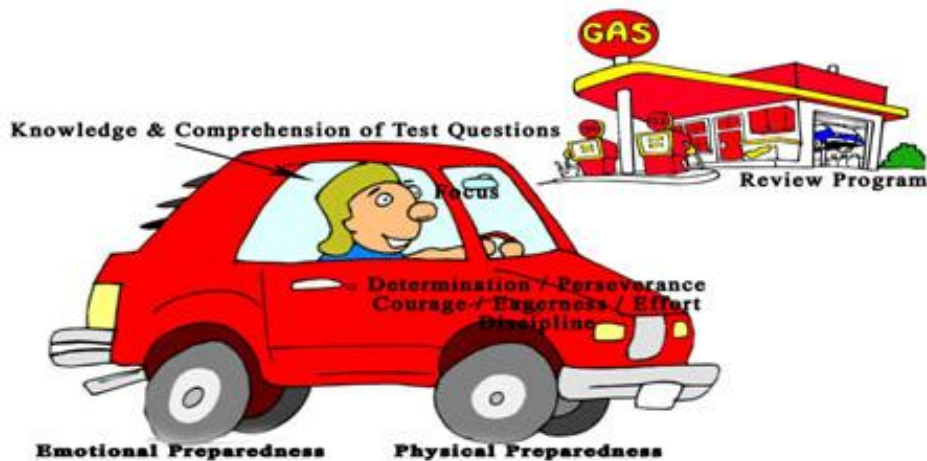 GAS
Knowledge & Comprehension of Test Questions
Review Program
Focus
Determination / Perseverance
Courage / Eagerness / Effort
Discipline
Emotional Preparedness
Physical Preparedness